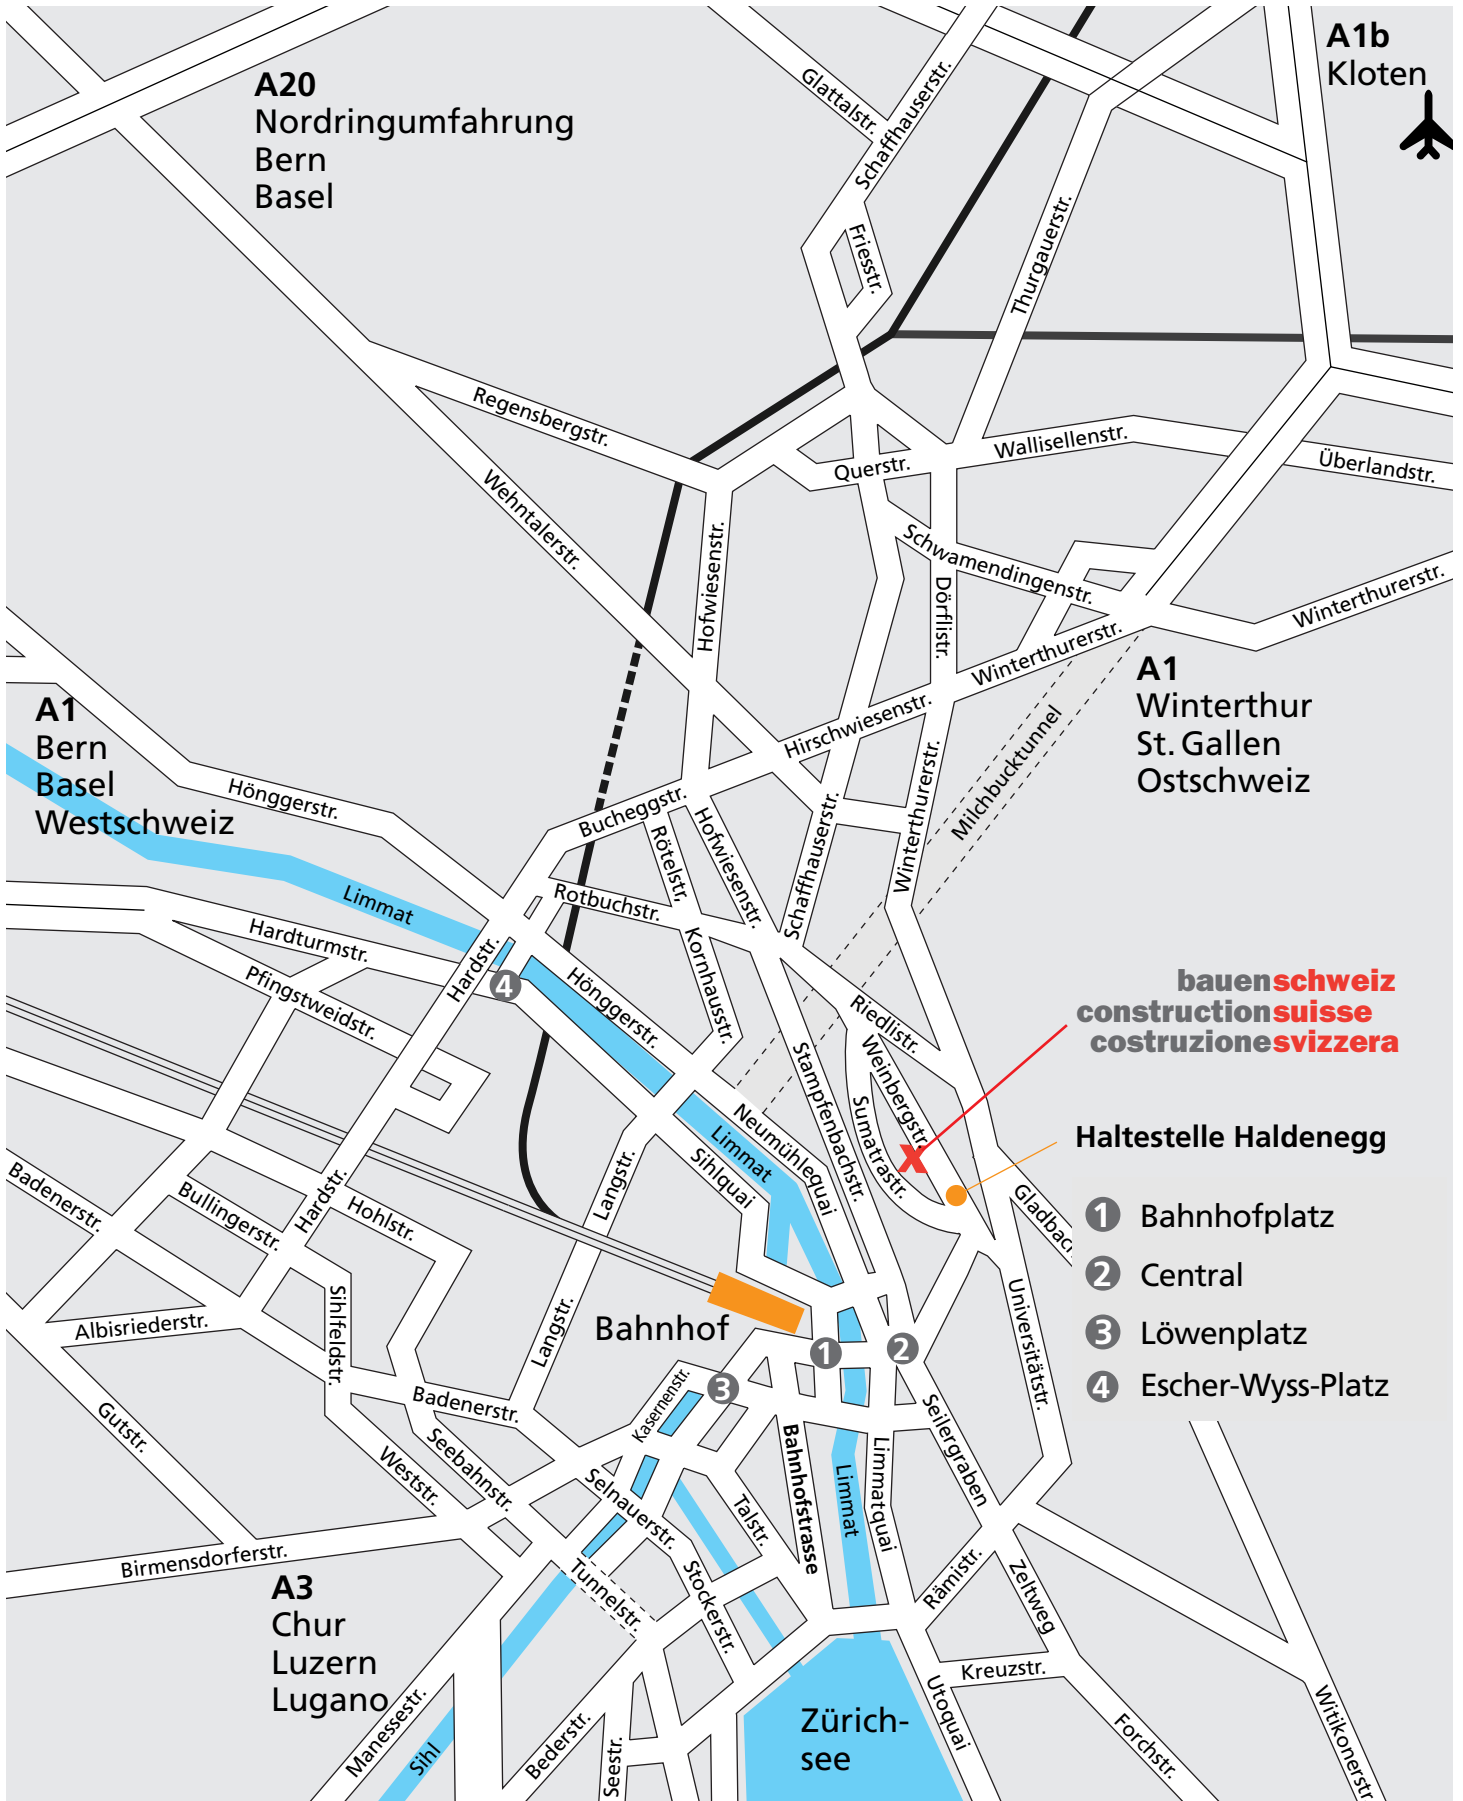 A1b
Kloten
A20
Nordringumfahrung
Bern
Basel
Glattalstr.
Schaffhauserstr.
Friesstr.
Thurgauerstr.
Regensbergstr.
Wehntalerstr.
Querstr.
Wallisellenstr.
Überlandstr.
Hofwiesenstr.
Schwamendingenstr.
Dörflistr.
Winterthurerstr.
Winterthurerstr.
A1
Winterthur
St. Gallen
Ostschweiz
A1
Bern
Basel
Westschweiz
Hirschwiesenstr.
Milchbucktunnel
Hönggerstr.
Bucheggstr.
Rötelstr.
Hofwiesenstr.
Schaffhauserstr.
Winterthurerstr.
Limmat
Rotbuchstr.
Hardturmstr.
Pfingstweidstr.
Hardstr.
4
Hönggerstr.
Kornhausstr.
Riedlistr.
bauenschweiz
constructionsuisse
costruzionesvizzera
Weinbergstr.
Stampfenbachstr.
Sumatrastr.
X
Neumühlequai
Limmat
Sihlquai
Haltestelle Haldenegg
1 Bahnhofplatz
2 Central
3 Löwenplatz
4 Escher-Wyss-Platz
Badenerstr.
Bullingerstr.
Hardstr.
Hohlstr.
Langstr.
Sihlfeldstr.
Albisriederstr.
Langstr.
Bahnhof
1
2
3
Universitätstr.
Kasernenstr.
Badenerstr.
Gutstr.
Weststr.
Seebahnstr.
Selnauerstr.
Talstr.
Bahnhofstrasse
Limmat
Limmatquai
Seilergraben
Birmensdorferstr.
A3
Chur
Luzern
Lugano
Tunnelstr.
Stockerstr.
Rämistr.
Zeltweg
Kreuzstr.
Utoquai
Forchstr.
Witikonerstr
Manessestr.
Sihl
Bederstr.
Seestr.
Zürich-
see